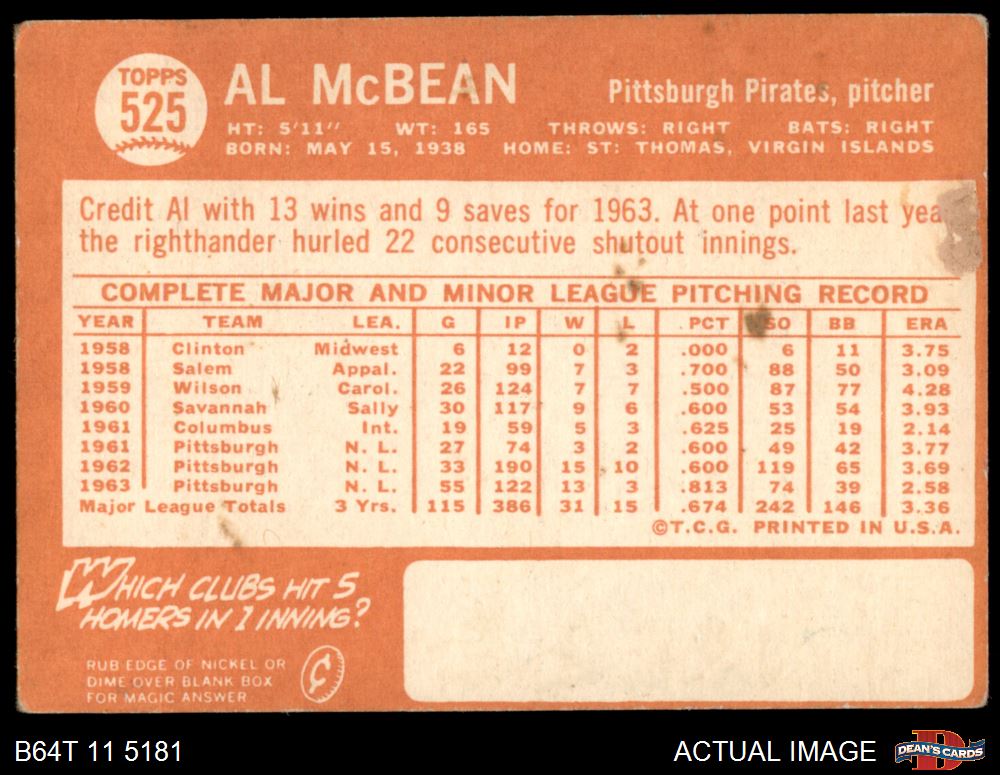 TOPPS
525
AL McBEAN
Pittsburgh Pirates, pitcher
HT: 5'11" WT: 165 THROWS: RIGHT BATS: RIGHT
BORN: MAY 15, 1938 HOME: ST: THOMAS, VIRGIN ISLANDS
Credit Al with 13 wins and 9 saves for 1963. At one point last yea
the righthander hurled 22 consecutive shutout innings.
COMPLETE MAJOR AND MINOR LEAGUE PITCHING RECORD
YEAR TEAM LEA. G IP W L PCT SO BB ERA
1958 Clinton Midwest 6 12 0 2 .000 6 11 3.75
1958 Salem Appal. 22 99 7 3 .700 88 50 3.09
1959 Wilson Carol. 26 124 7 7 .500 87 77 4.28
1960 Savannah Sally 30 117 9 6 .600 53 54 3.93
1961 Columbus Int. 19 59 5 3 .625 25 19 2.14
1961 Pittsburgh N. L. 27 74 3 2 .600 49 42 3.77
1962 Pittsburgh N. L. 33 190 15 10 .600 119 65 3.69
1963 Pittsburgh N. L. 55 122 13 3 .813 74 39 2.58
Major League Totals 3 Yrs. 115 386 31 15 .674 242 146 3.36
©T.C.G. PRINTED IN U.S.A.
WHICH CLUBS HIT 5
HOMERS IN 1 INNING?
RUB EDGE OF NICKEL OR
DIME OVER BLANK BOX
FOR MAGIC ANSWER
¢
B64T 11 5181
ACTUAL IMAGE
DEAN'S CARDS